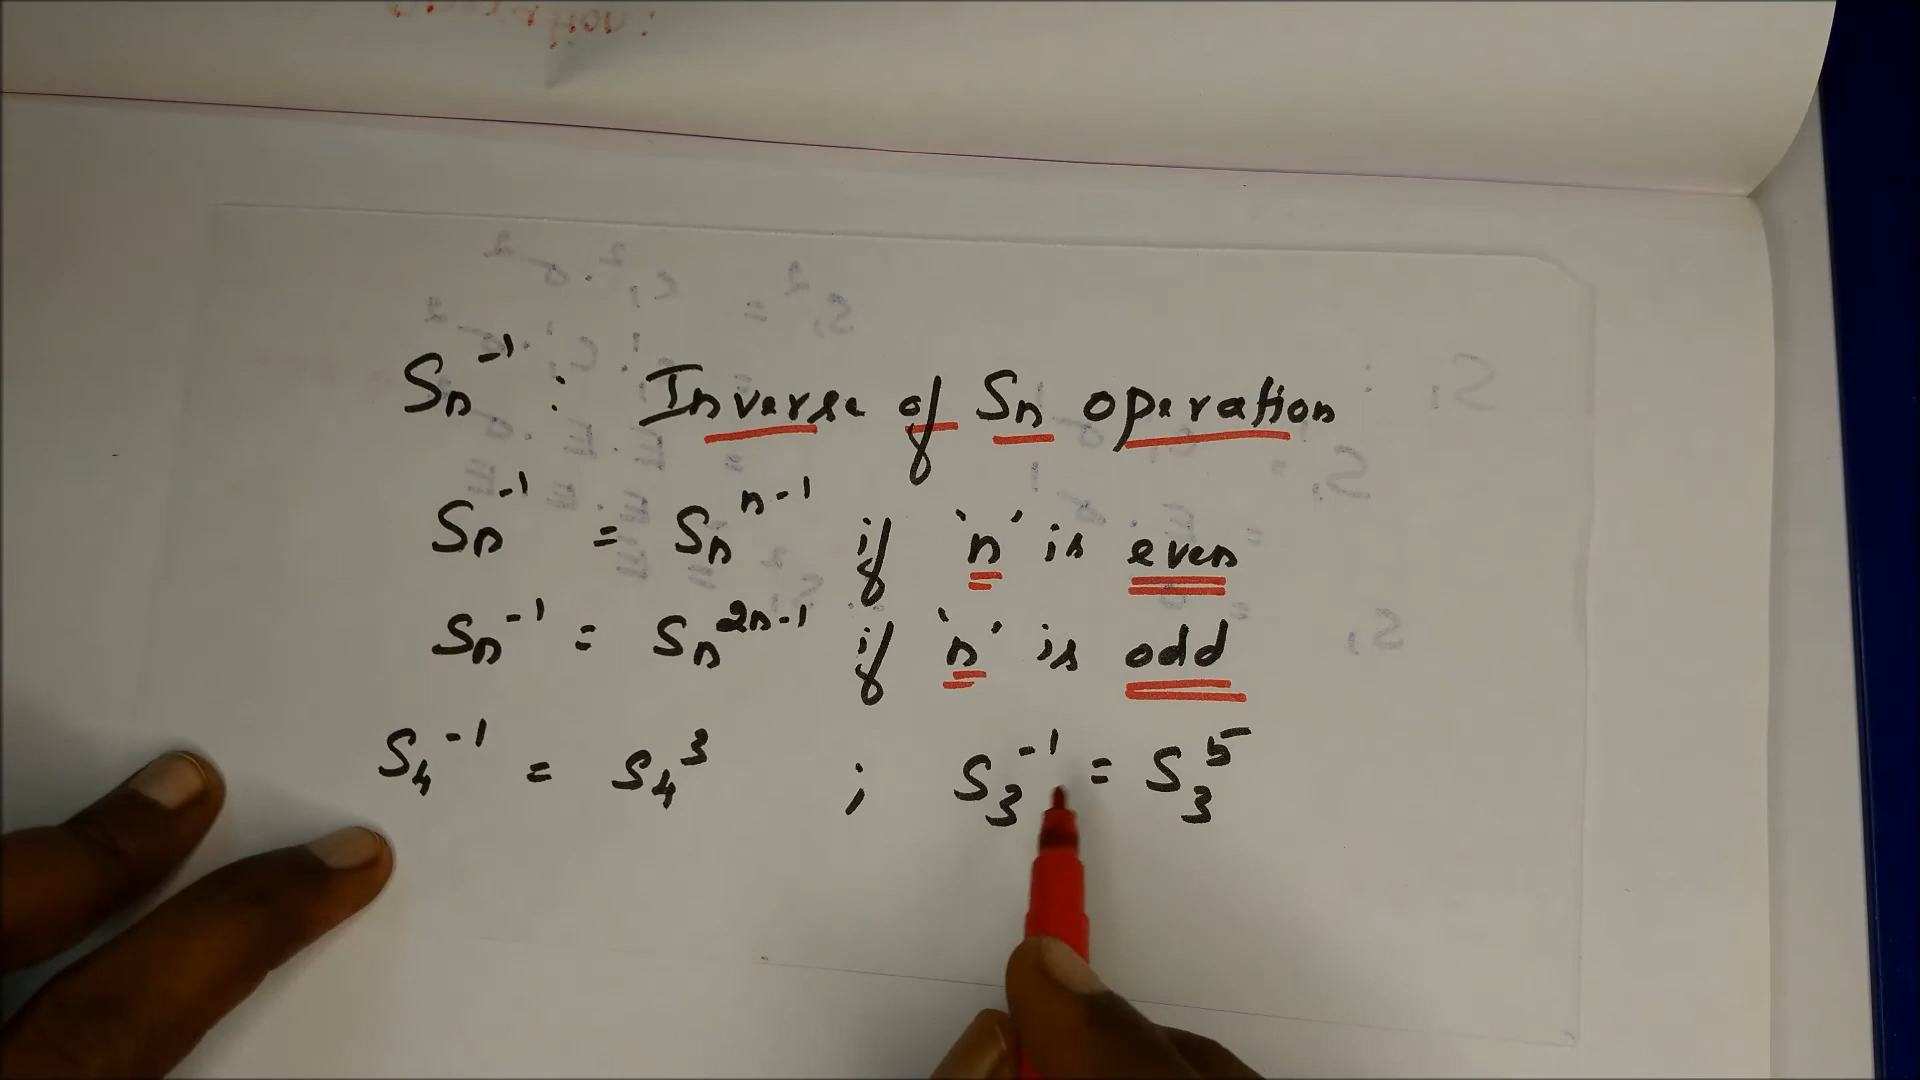 Sn⁻¹ : Inverse of Sn operation
Sn⁻¹ = Snⁿ⁻¹ if 'n' is even
Sn⁻¹ = Sn²ⁿ⁻¹ if 'n' is odd
S₄⁻¹ = S₄³ ; S₃⁻¹ = S₃⁵